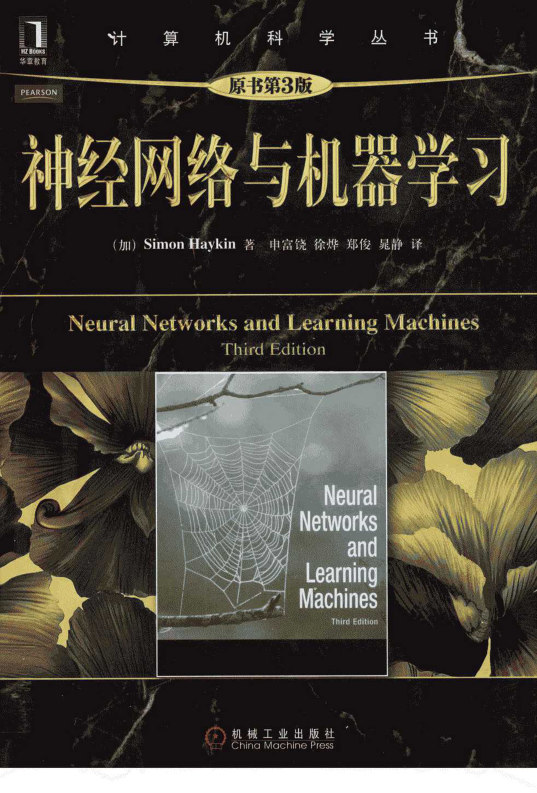 计算机科学丛书
HZ BOOKS
华章教育
PEARSON
原书第3版
神经网络与机器学习
（加）Simon Haykin 著 申富饶 徐烨 郑俊 晁静 译
Neural Networks and Learning Machines
Third Edition
Neural
Networks
and
Learning
Machines
Third Edition
机械工业出版社
China Machine Press